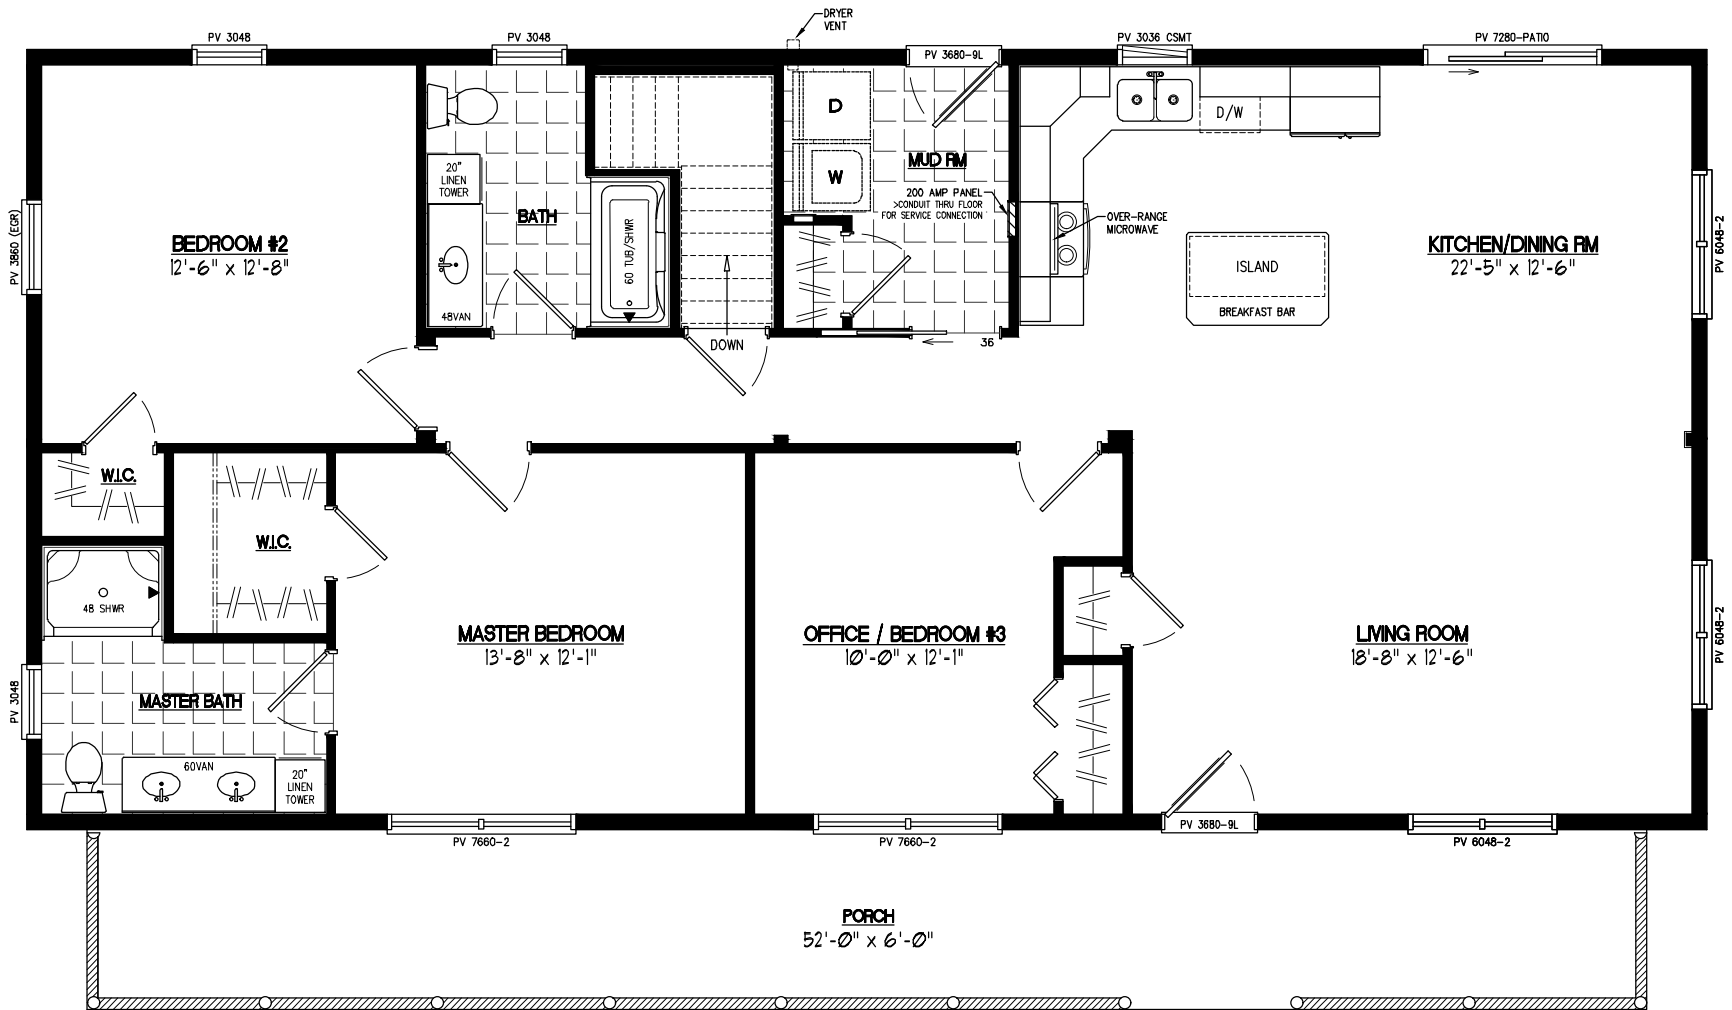 DRYER
VENT
PV 3048
PV 3048
PV 3680-9L
PV 3036 CSMT
PV 7280-PATIO
D
W
D/W
MUD RM
20"
LINEN
TOWER
200 AMP PANEL
>CONDUIT THRU FLOOR
FOR SERVICE CONNECTION
OVER-RANGE
MICROWAVE
BATH
60 TUB/SHWR
48VAN
PV 3860 (EGR)
BEDROOM #2
12'-6" x 12'-8"
KITCHEN/DINING RM
22'-5" x 12'-6"
PV 6048-2
ISLAND
BREAKFAST BAR
DOWN
36
W.I.C.
W.I.C.
48 SHWR
MASTER BEDROOM
13'-8" x 12'-1"
OFFICE / BEDROOM #3
10'-0" x 12'-1"
LIVING ROOM
18'-8" x 12'-6"
PV 6048-2
PV 3048
MASTER BATH
60VAN
20"
LINEN
TOWER
PV 7660-2
PV 7660-2
PV 3680-9L
PV 6048-2
PORCH
52'-0" x 6'-0"